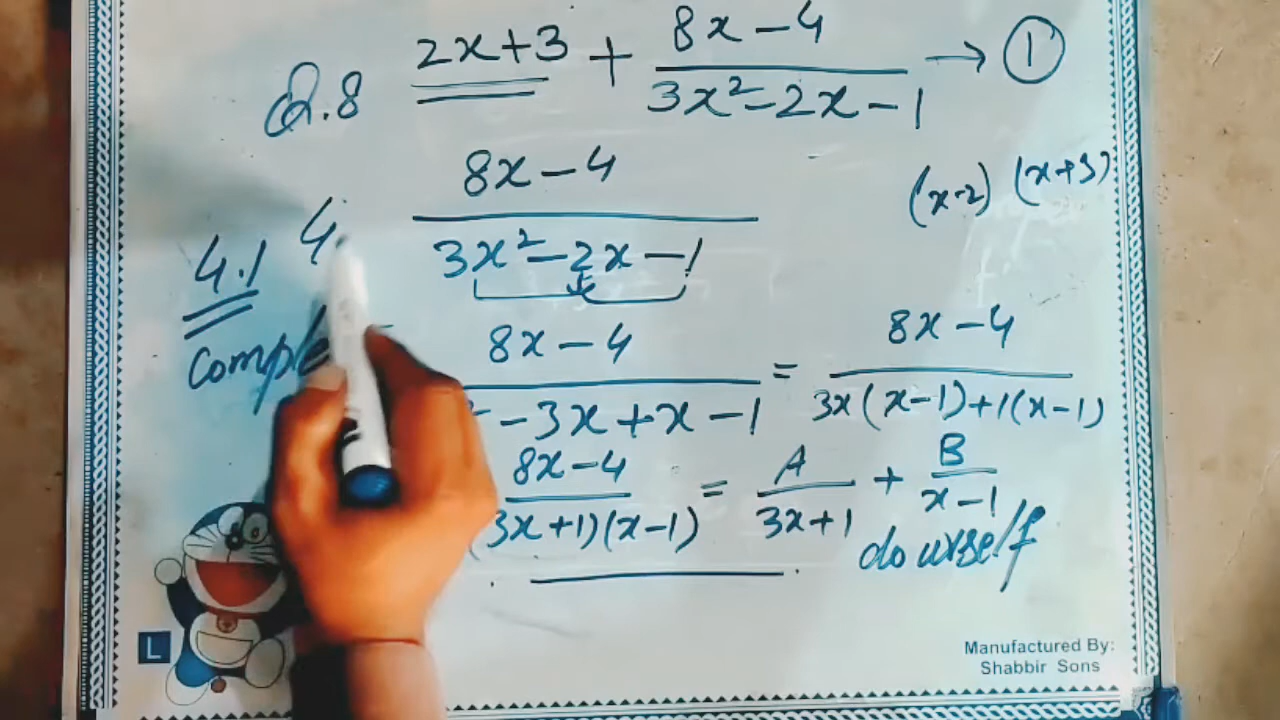 Q.8 2x+3 + 8x-4 / 3x²-2x-1 → ①
8x-4 / 3x²-2x-1
(x-2) (x+3)
4.1 4.
8x-4 / -3x+x-1 = 8x-4 / 3x(x-1)+1(x-1)
8x-4 / (3x+1)(x-1) = A / 3x+1 + B / x-1
do urself
L
Manufactured By:
Shabbir Sons